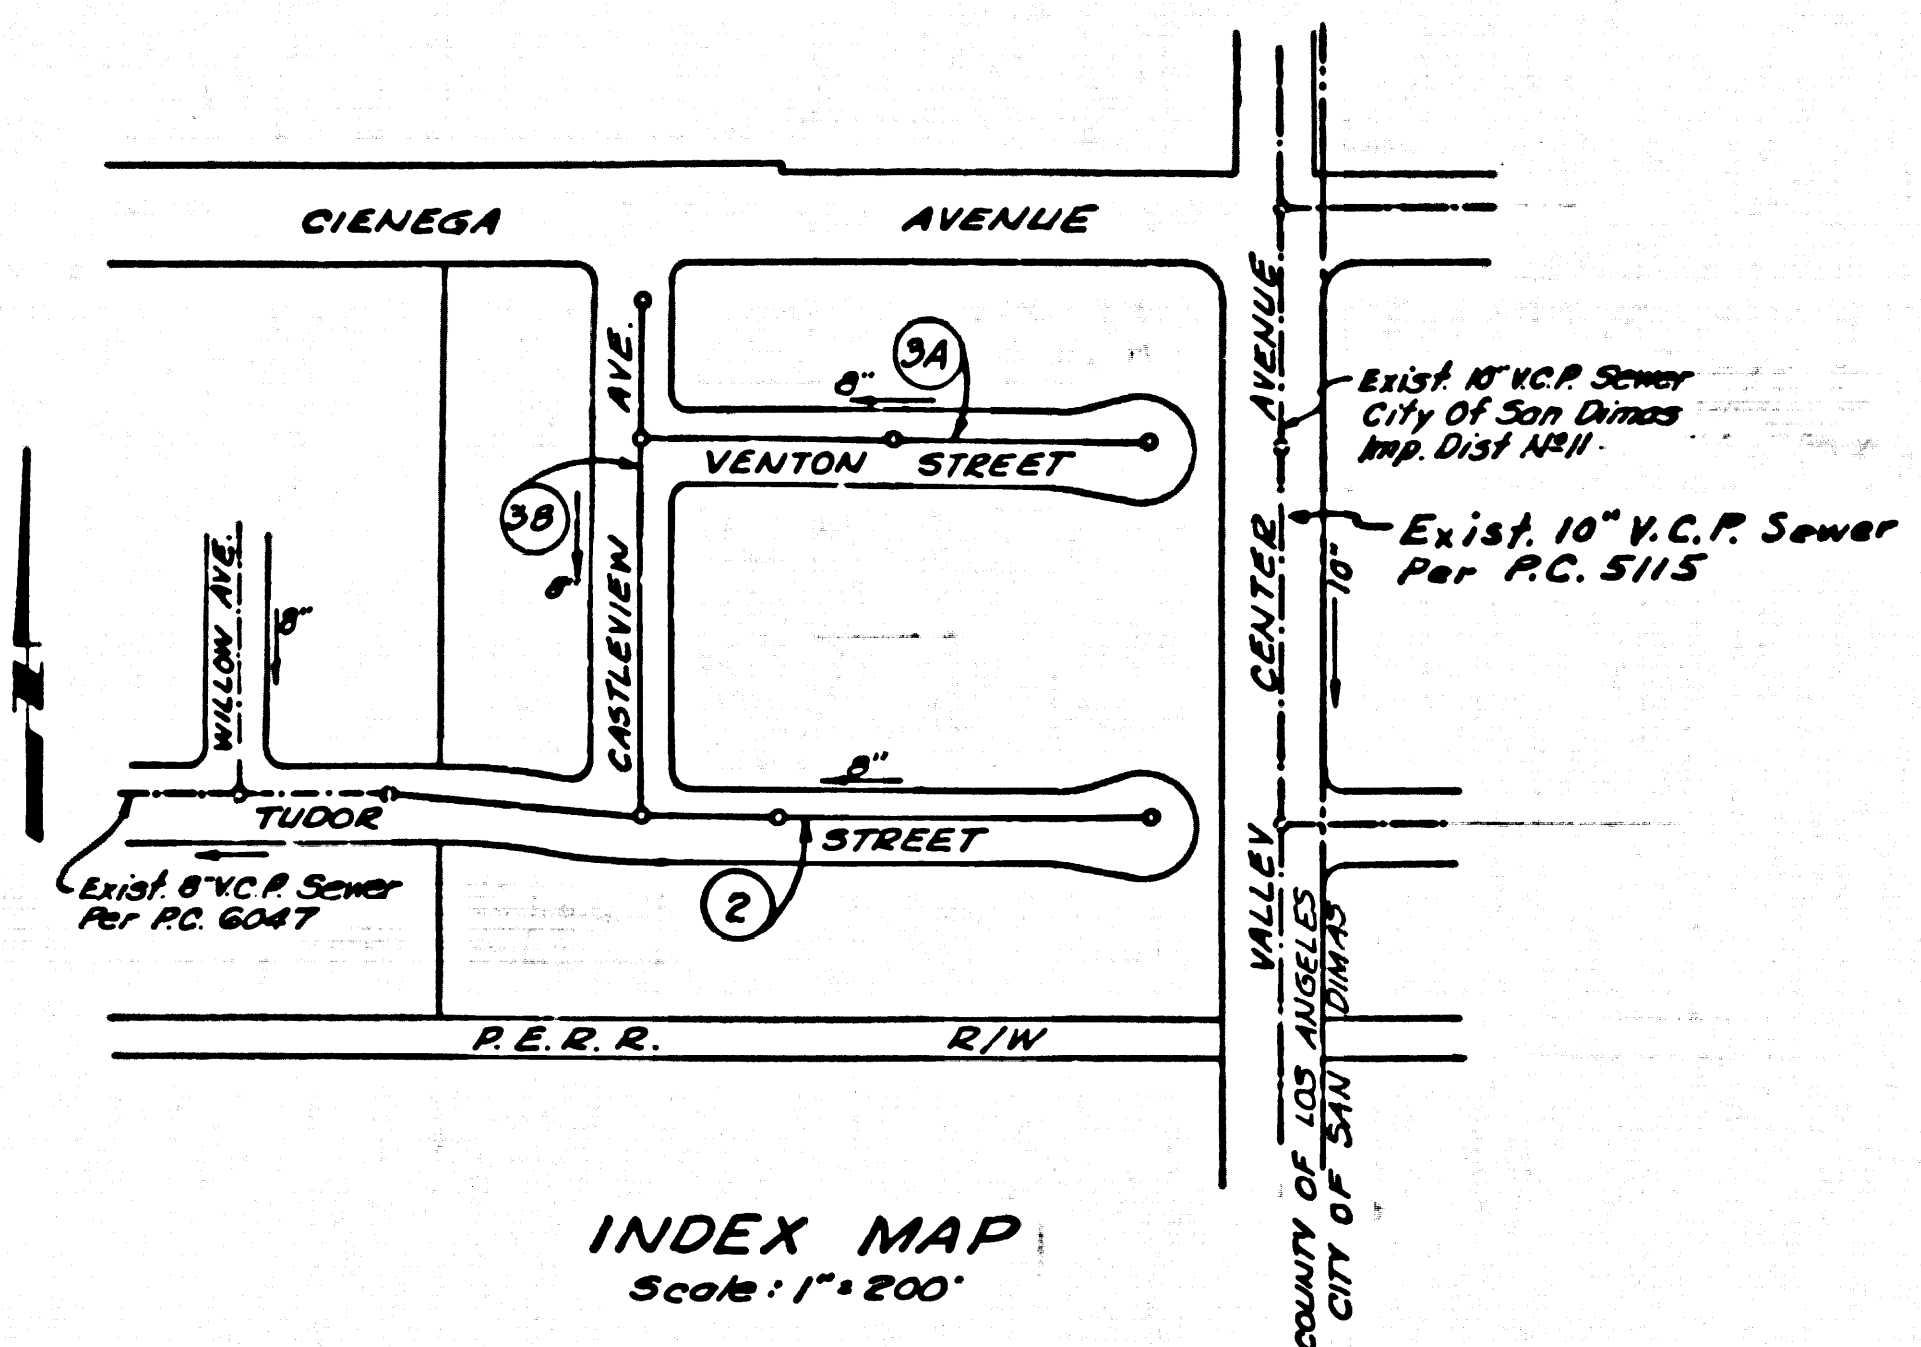 CIENEGA AVENUE
AVE.
3A
8"
VENTON STREET
3B
8"
CASTLEVIEW
WILLOW AVE.
8"
TUDOR STREET
8"
2
Exist. 8" V.C.P. Sewer
Per P.C. 6047
VALLEY CENTER AVENUE
Exist. 10" V.C.P. Sewer
City Of San Dimas
Imp. Dist Nº 11
Exist. 10" V.C.P. Sewer
Per P.C. 5115
10"
P.E.R.R. R/W
COUNTY OF LOS ANGELES
CITY OF SAN DIMAS
INDEX MAP
Scale: 1" = 200'